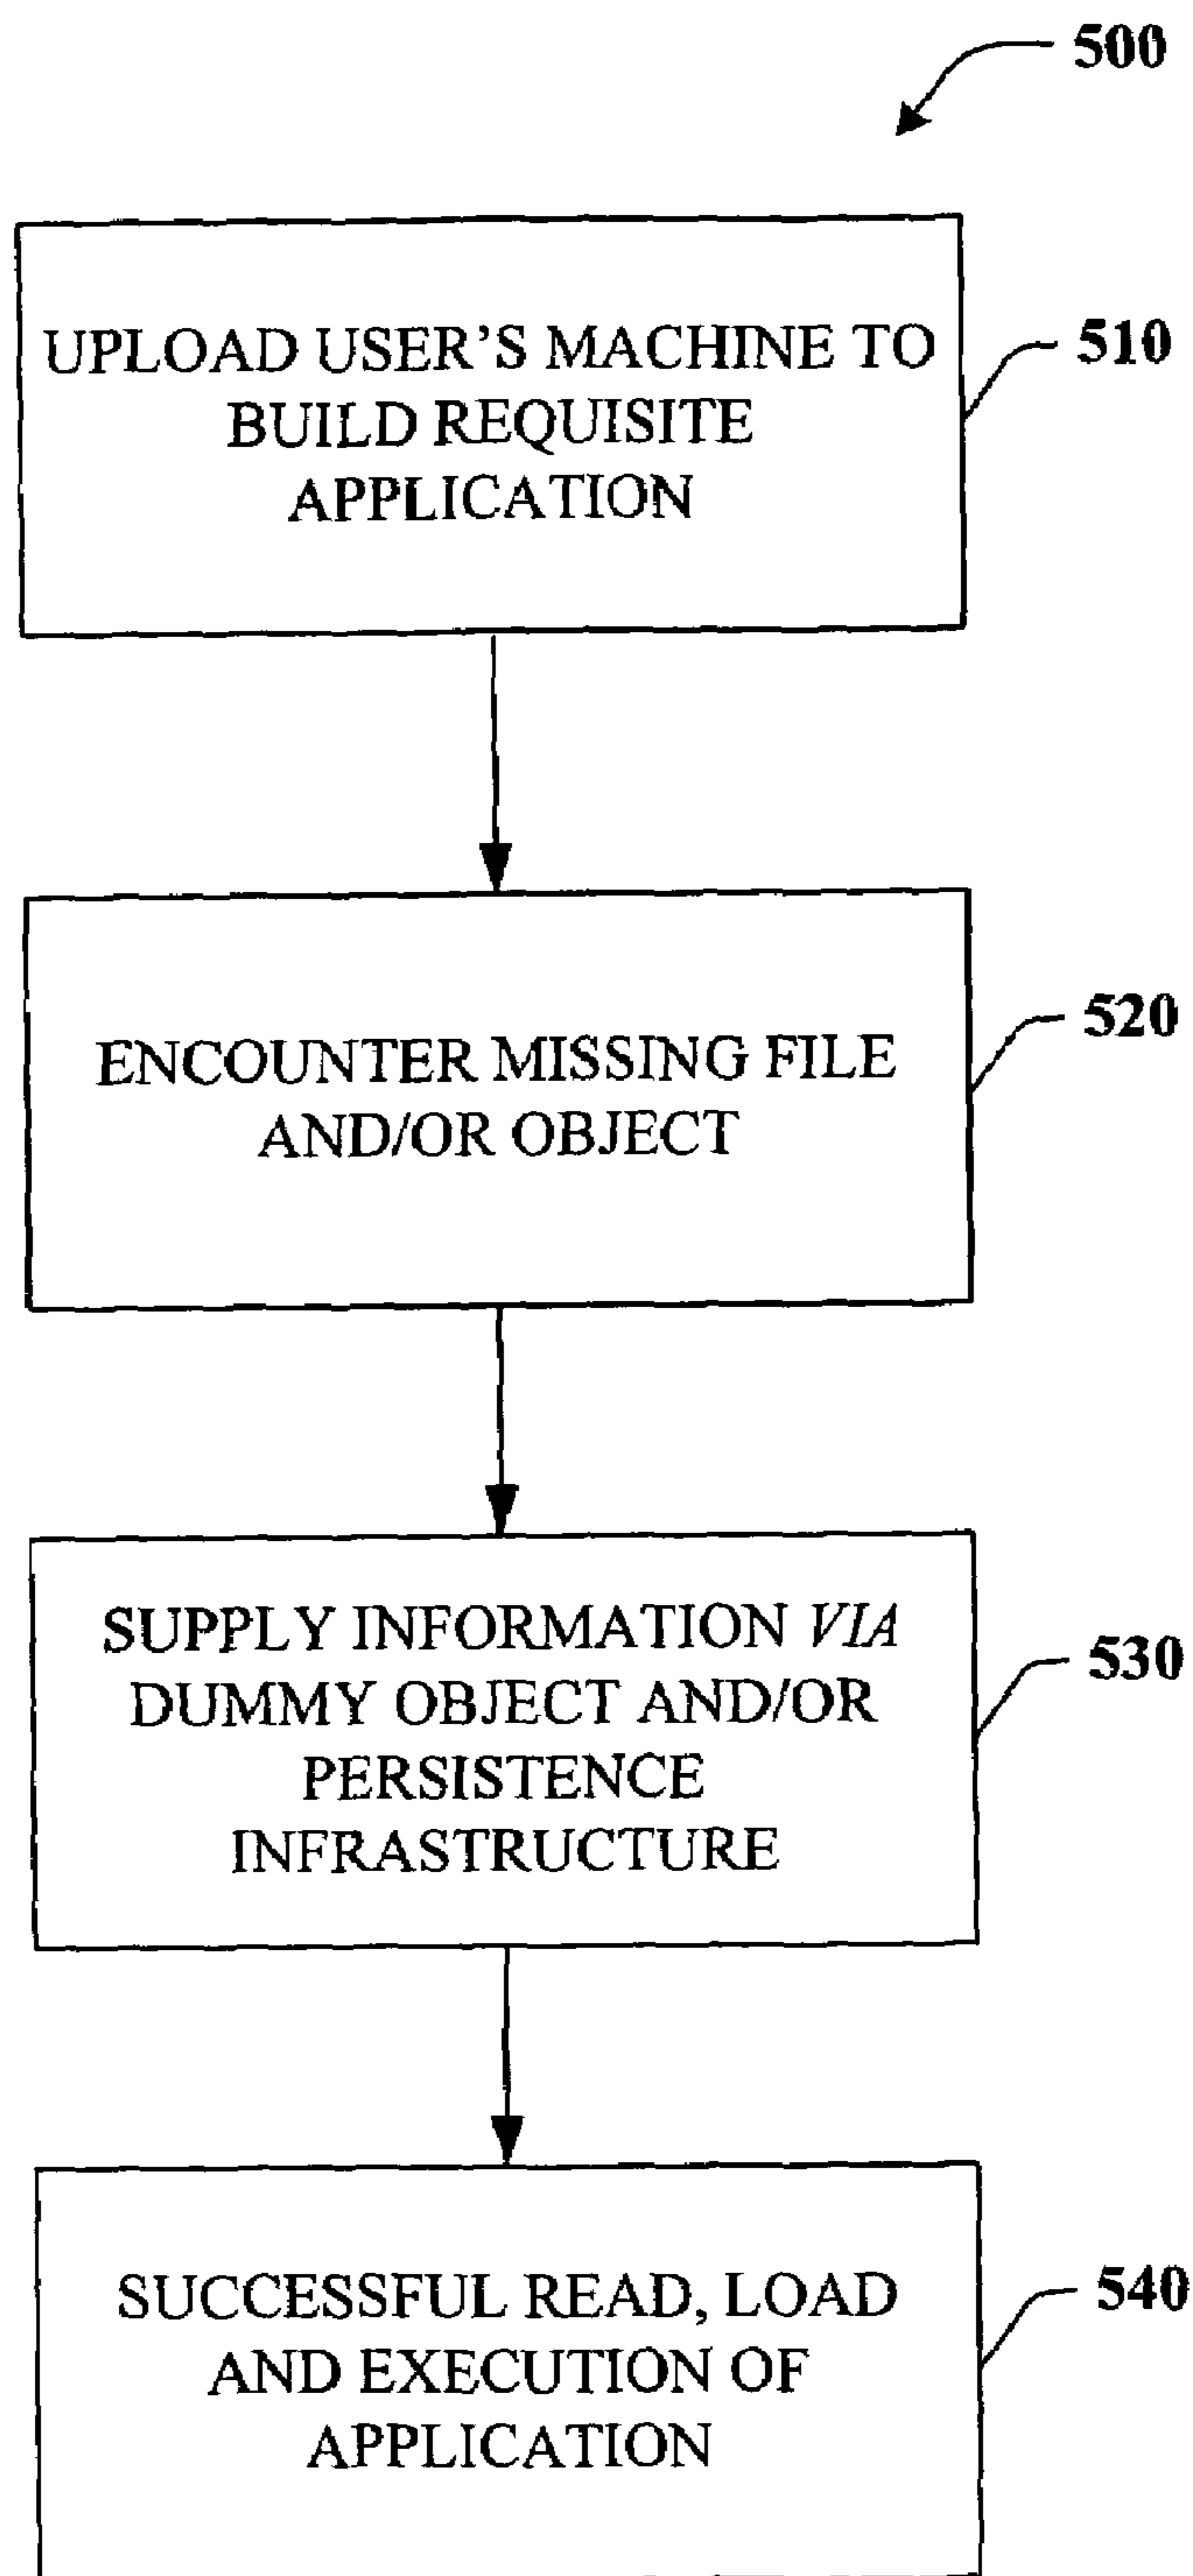 500
UPLOAD USER'S MACHINE TO
BUILD REQUISITE
APPLICATION
510
ENCOUNTER MISSING FILE
AND/OR OBJECT
520
SUPPLY INFORMATION VIA
DUMMY OBJECT AND/OR
PERSISTENCE
INFRASTRUCTURE
530
SUCCESSFUL READ, LOAD
AND EXECUTION OF
APPLICATION
540